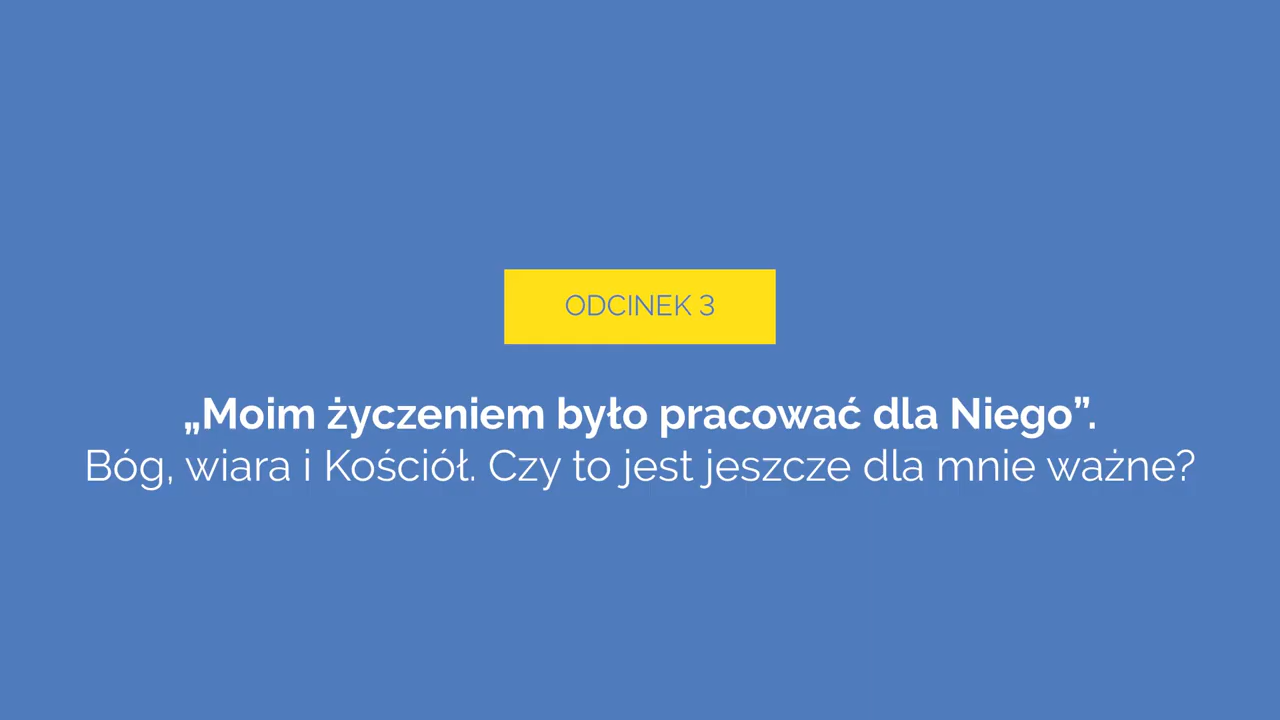 ODCINEK 3
„Moim życzeniem było pracować dla Niego”.
Bóg, wiara i Kościół. Czy to jest jeszcze dla mnie ważne?